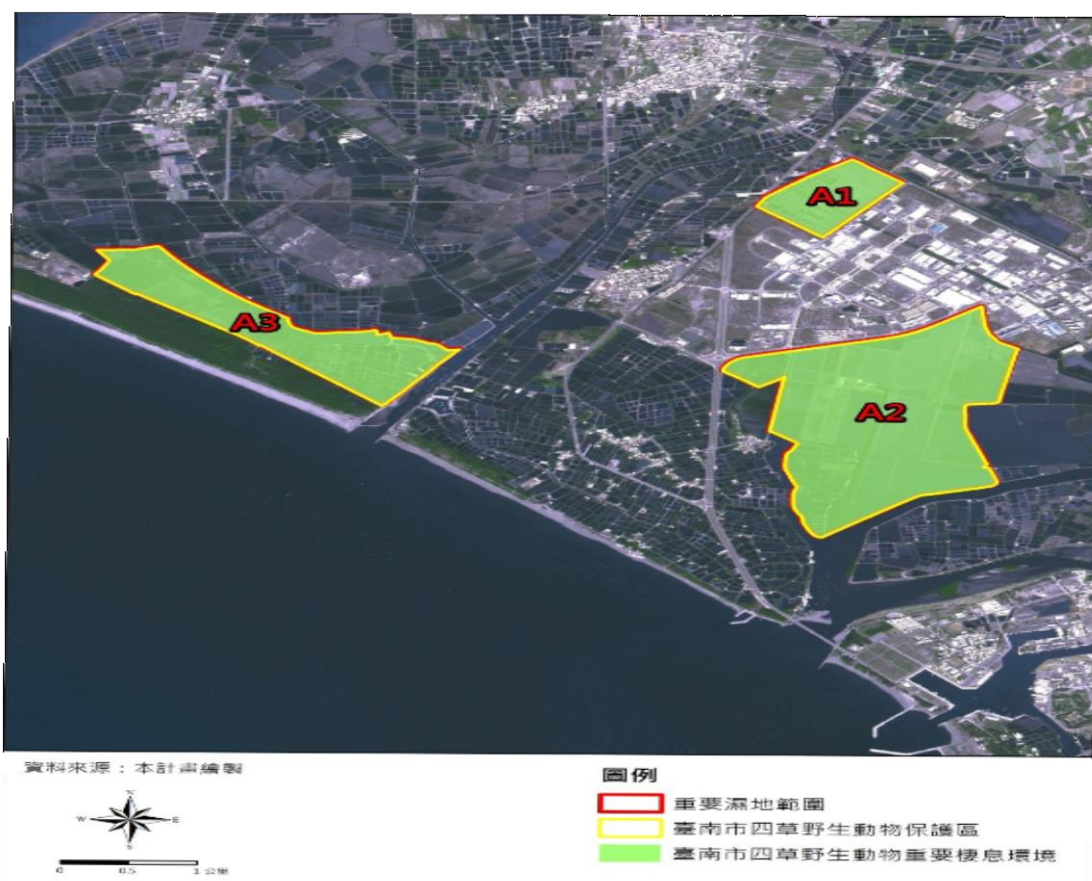 A1
A3
A2
資料來源：本計畫繪製
N
W
E
S
0 0.5 1 公里
圖例
重要濕地範圍
臺南市四草野生動物保護區
臺南市四草野生動物重要棲息環境